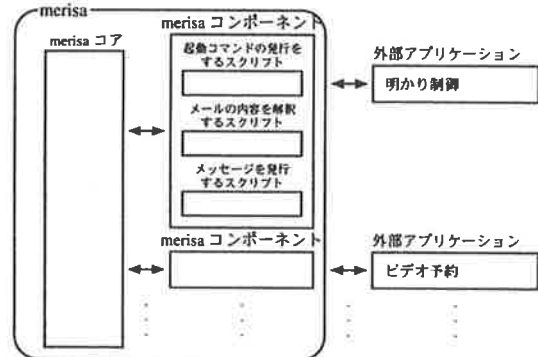 merisa
merisa コンポーネント
merisa コア
起動コマンドの発行を
するスクリプト
外部アプリケーション
明かり制御
メールの内容を解釈
するスクリプト
メッセージを発行
するスクリプト
merisa コンポーネント
外部アプリケーション
ビデオ予約